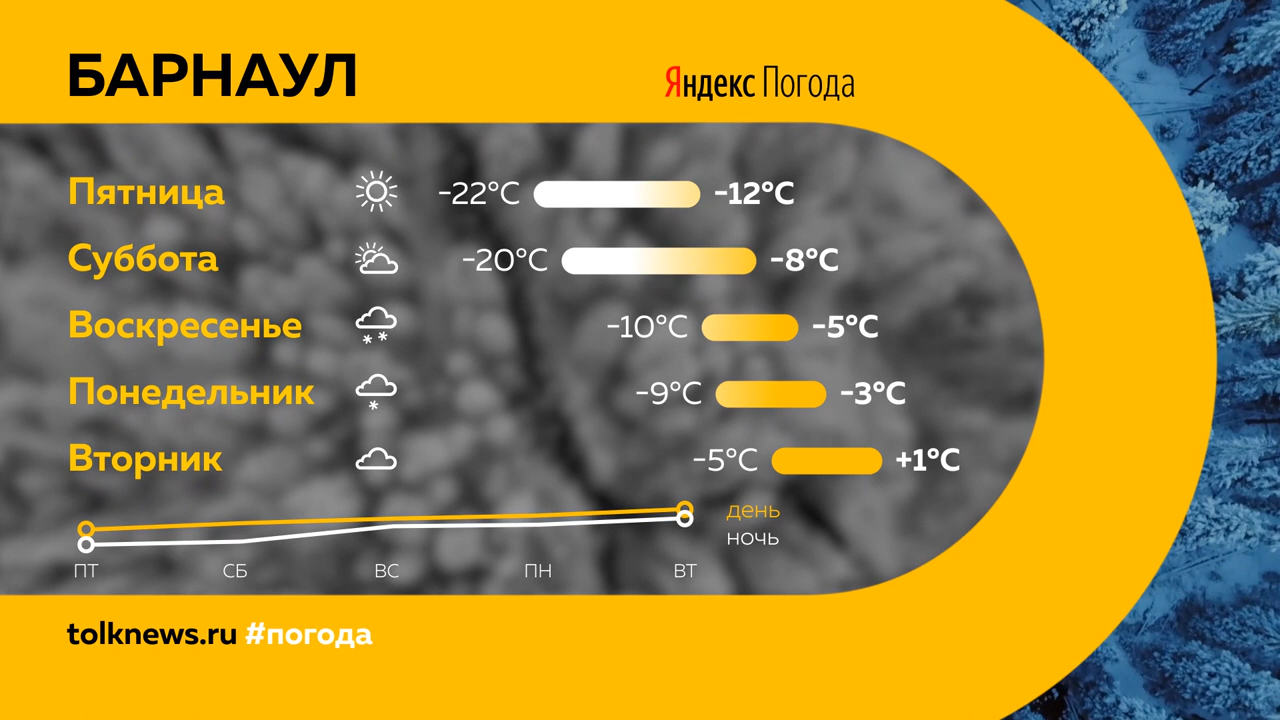 БАРНАУЛ
Яндекс Погода
Пятница -22°C -12°C
Суббота -20°C -8°C
Воскресенье -10°C -5°C
Понедельник -9°C -3°C
Вторник -5°C +1°C
день
ночь
ПТ СБ ВС ПН ВТ
tolknews.ru #погода